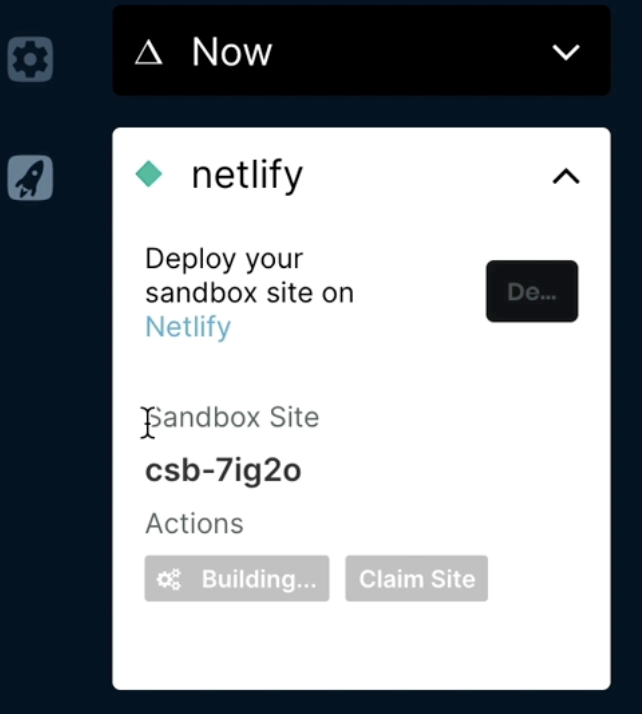 Now
netlify
Deploy your
sandbox site on
Netlify
De...
Sandbox Site
csb-7ig2o
Actions
Building...
Claim Site